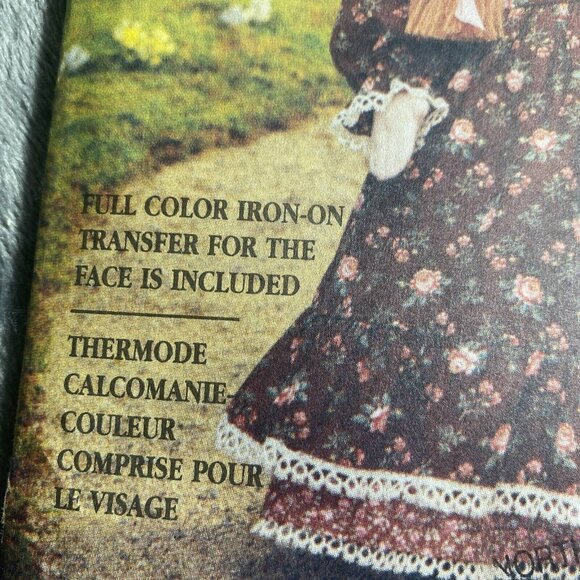 FULL COLOR IRON-ON
TRANSFER FOR THE
FACE IS INCLUDED
THERMODE
CALCOMANIE-
COULEUR
COMPRISE POUR
LE VISAGE